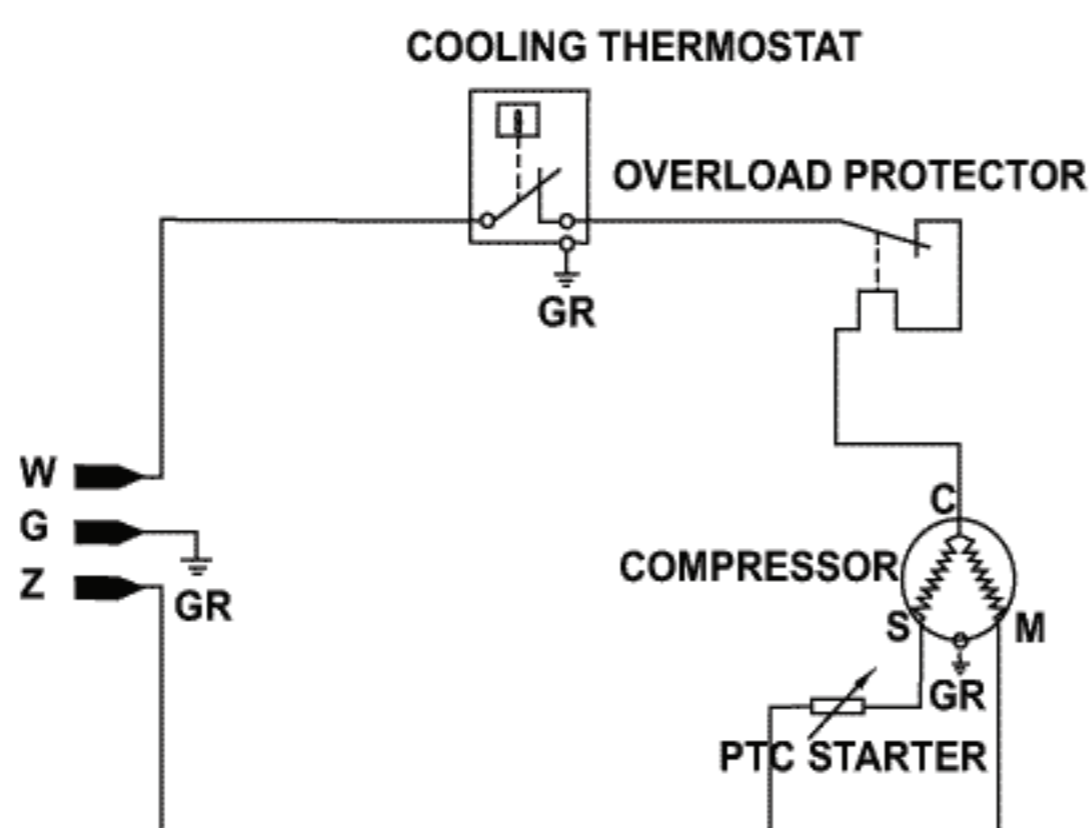 COOLING THERMOSTAT
OVERLOAD PROTECTOR
GR
W
G
Z
GR
C
COMPRESSOR
S
M
GR
PTC STARTER